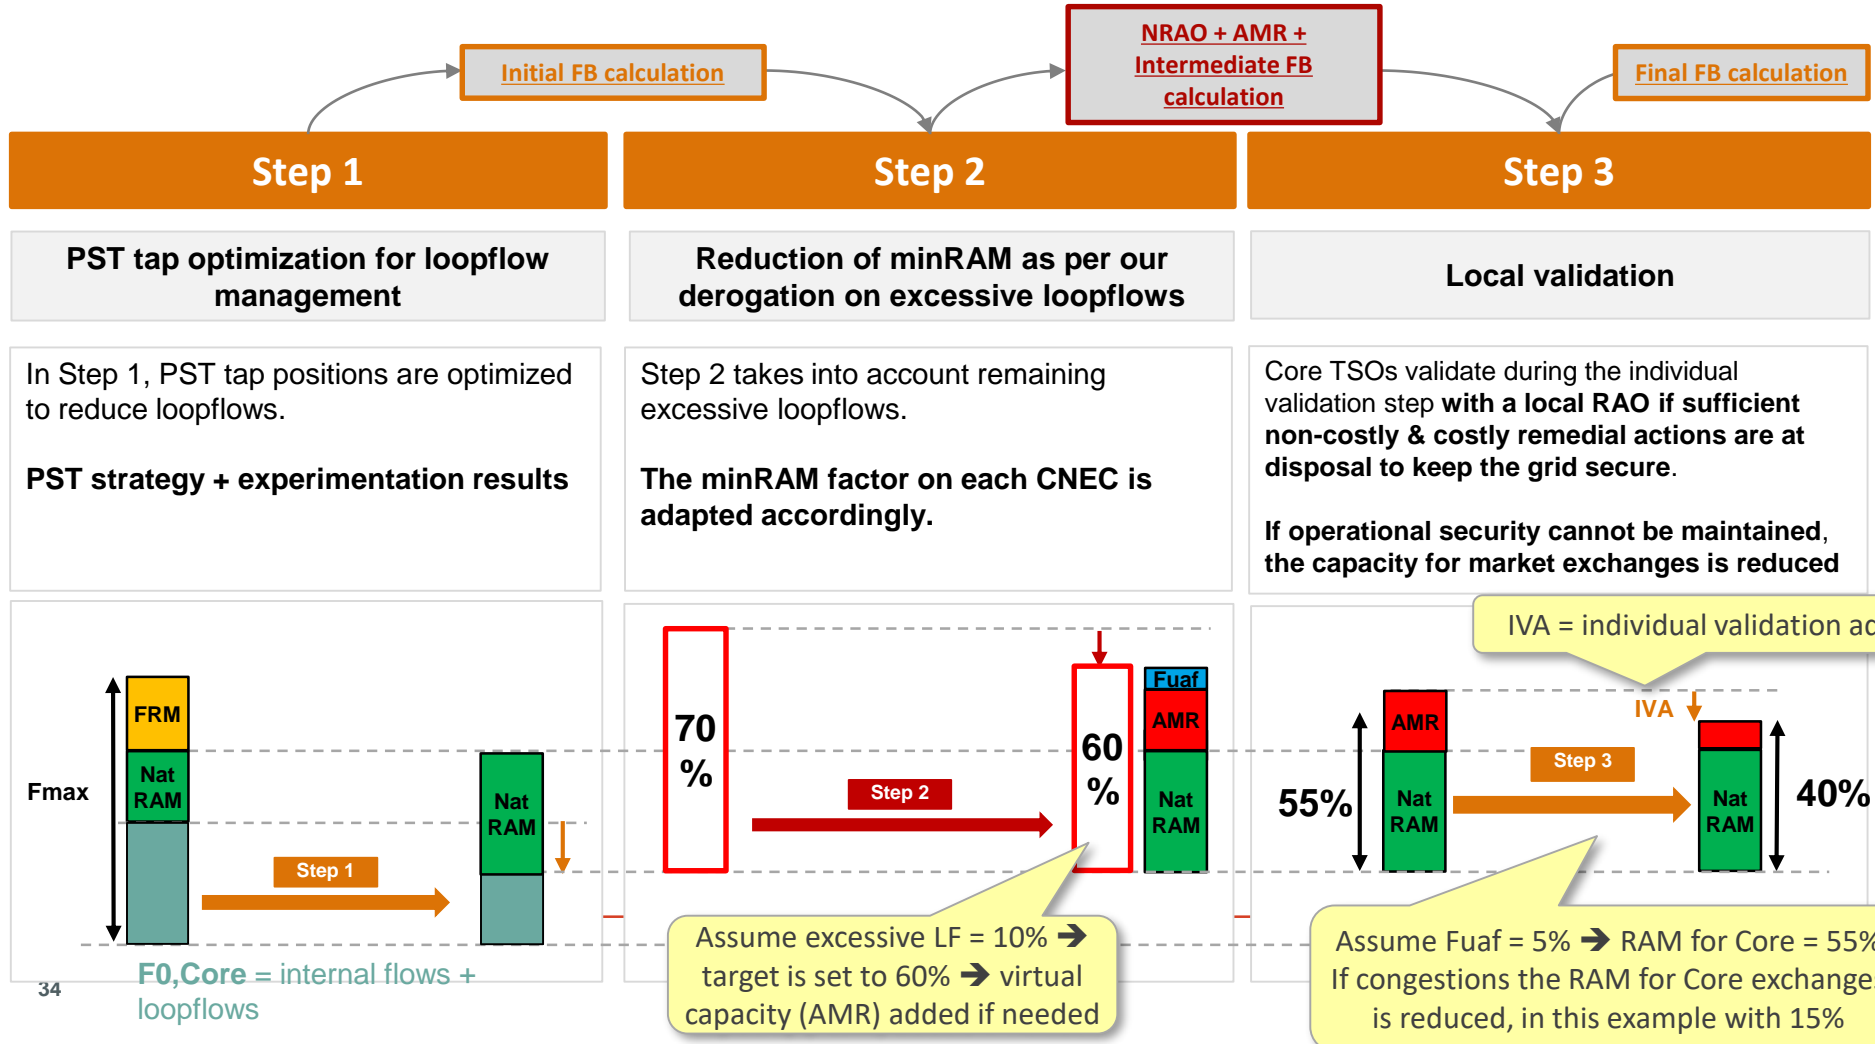 Initial FB calculation
NRAO + AMR +
Intermediate FB
calculation
Final FB calculation
Step 1
Step 2
Step 3
PST tap optimization for loopflow
management
Reduction of minRAM as per our
derogation on excessive loopflows
Local validation
In Step 1, PST tap positions are optimized
to reduce loopflows.
PST strategy + experimentation results
Step 2 takes into account remaining
excessive loopflows.
The minRAM factor on each CNEC is
adapted accordingly.
Core TSOs validate during the individual
validation step with a local RAO if sufficient
non-costly & costly remedial actions are at
disposal to keep the grid secure.
If operational security cannot be maintained,
the capacity for market exchanges is reduced
Fmax
FRM
Nat
RAM
Step 1
Nat
RAM
F0,Core = internal flows +
loopflows
70
%
Step 2
60
%
Fuaf
AMR
Nat
RAM
Assume excessive LF = 10% ➔
target is set to 60% ➔ virtual
capacity (AMR) added if needed
IVA = individual validation
55%
AMR
Nat
RAM
Step 3
IVA
Nat
RAM
40%
Assume Fuaf = 5% ➔ RAM for Core = 55%
If congestions the RAM for Core
is reduced, in this example with 15%
34